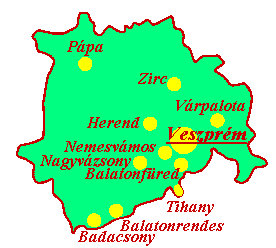 Pápa
Zirc
Várpalota
Herend
Veszprém
Nemesvámos
Nagyvázsony
Balatonfüred
Tihany
Balatonrendes
Badacsony